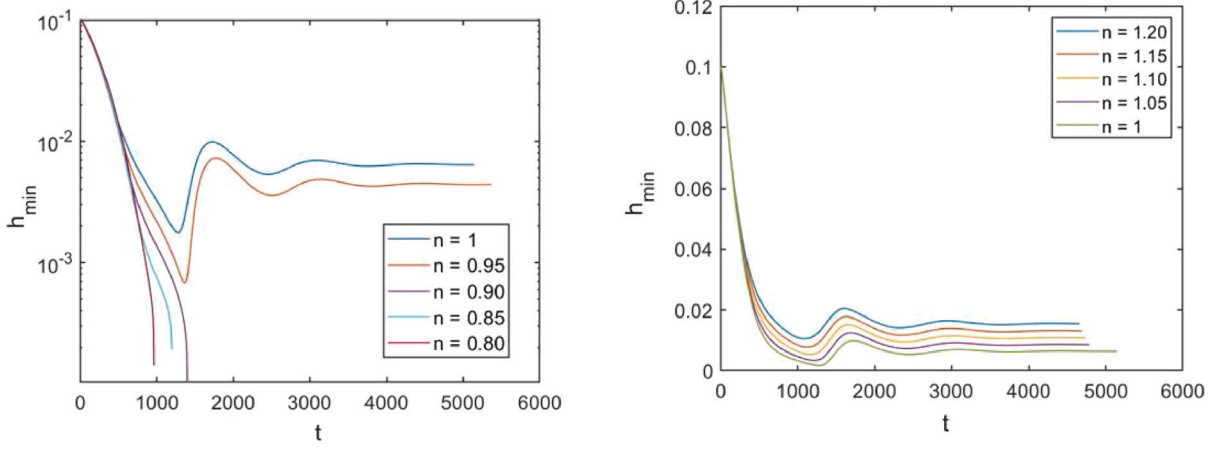 10-1
10-2
10-3
hmin
n = 1
n = 0.95
n = 0.90
n = 0.85
n = 0.80
0 1000 2000 3000 4000 5000 6000
t
0.12
0.1
0.08
0.06
0.04
0.02
0
hmin
n = 1.20
n = 1.15
n = 1.10
n = 1.05
n = 1
0 1000 2000 3000 4000 5000 6000
t